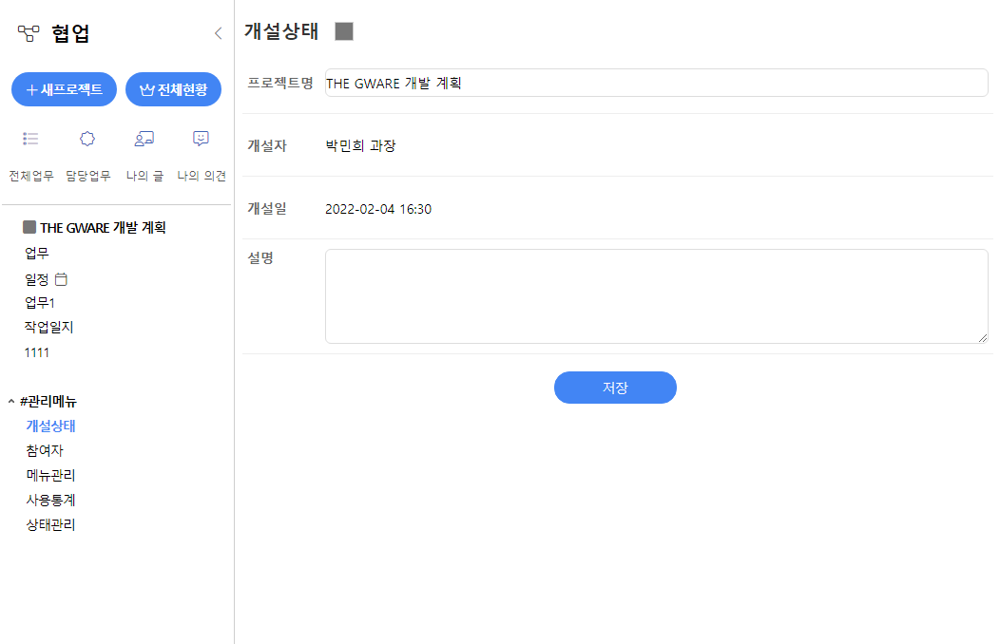 협업
새프로젝트
전체현황
전체업무
담당업무
나의 글
나의 의견
THE GWARE 개발 계획
업무
일정
업무1
작업일지
1111
#관리메뉴
개설상태
참여자
메뉴관리
사용통계
상태관리
개설상태
프로젝트명 THE GWARE 개발 계획
개설자 박민희 과장
개설일 2022-02-04 16:30
설명
저장